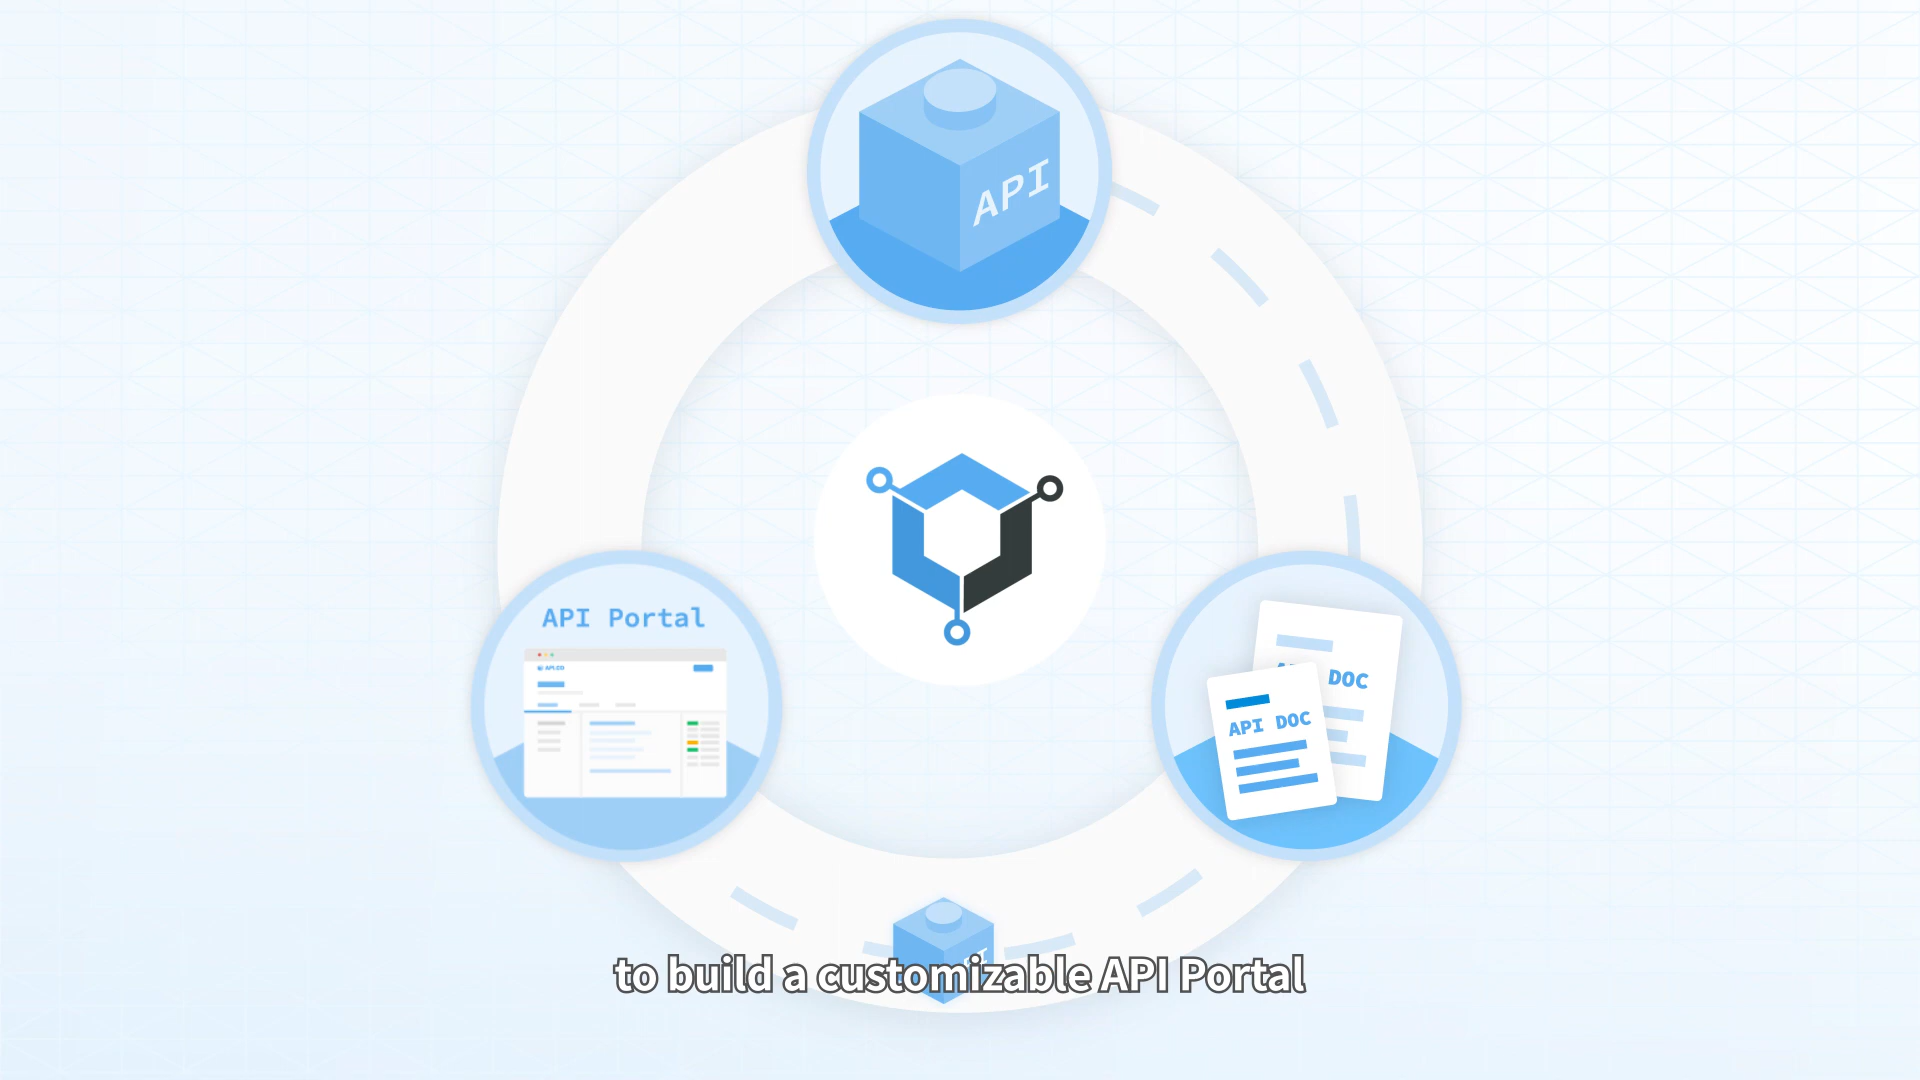 API
API Portal
DOC
API DOC
to build a customizable API Portal